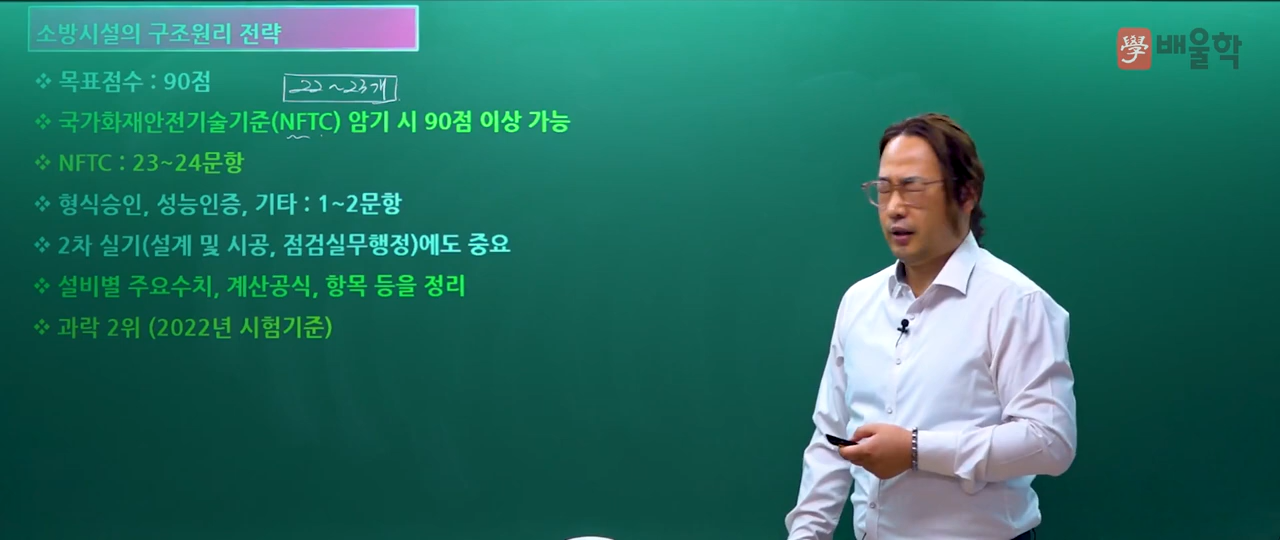 소방시설의 구조원리 전략
學 배울학
❖ 목표점수 : 90점
22~23개
❖ 국가화재안전기술기준(NFTC) 암기 시 90점 이상 가능
❖ NFTC : 23~24문항
❖ 형식승인, 성능인증, 기타 : 1~2문항
❖ 2차 실기(설계 및 시공, 점검실무행정)에도 중요
❖ 설비별 주요수치, 계산공식, 항목 등을 정리
❖ 과락 2위 (2022년 시험기준)